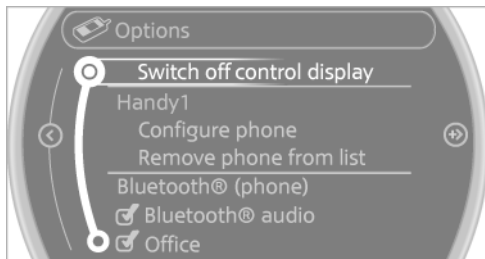 Options
Switch off control display
Handy1
Configure phone
Remove phone from list
Bluetooth® (phone)
Bluetooth® audio
Office